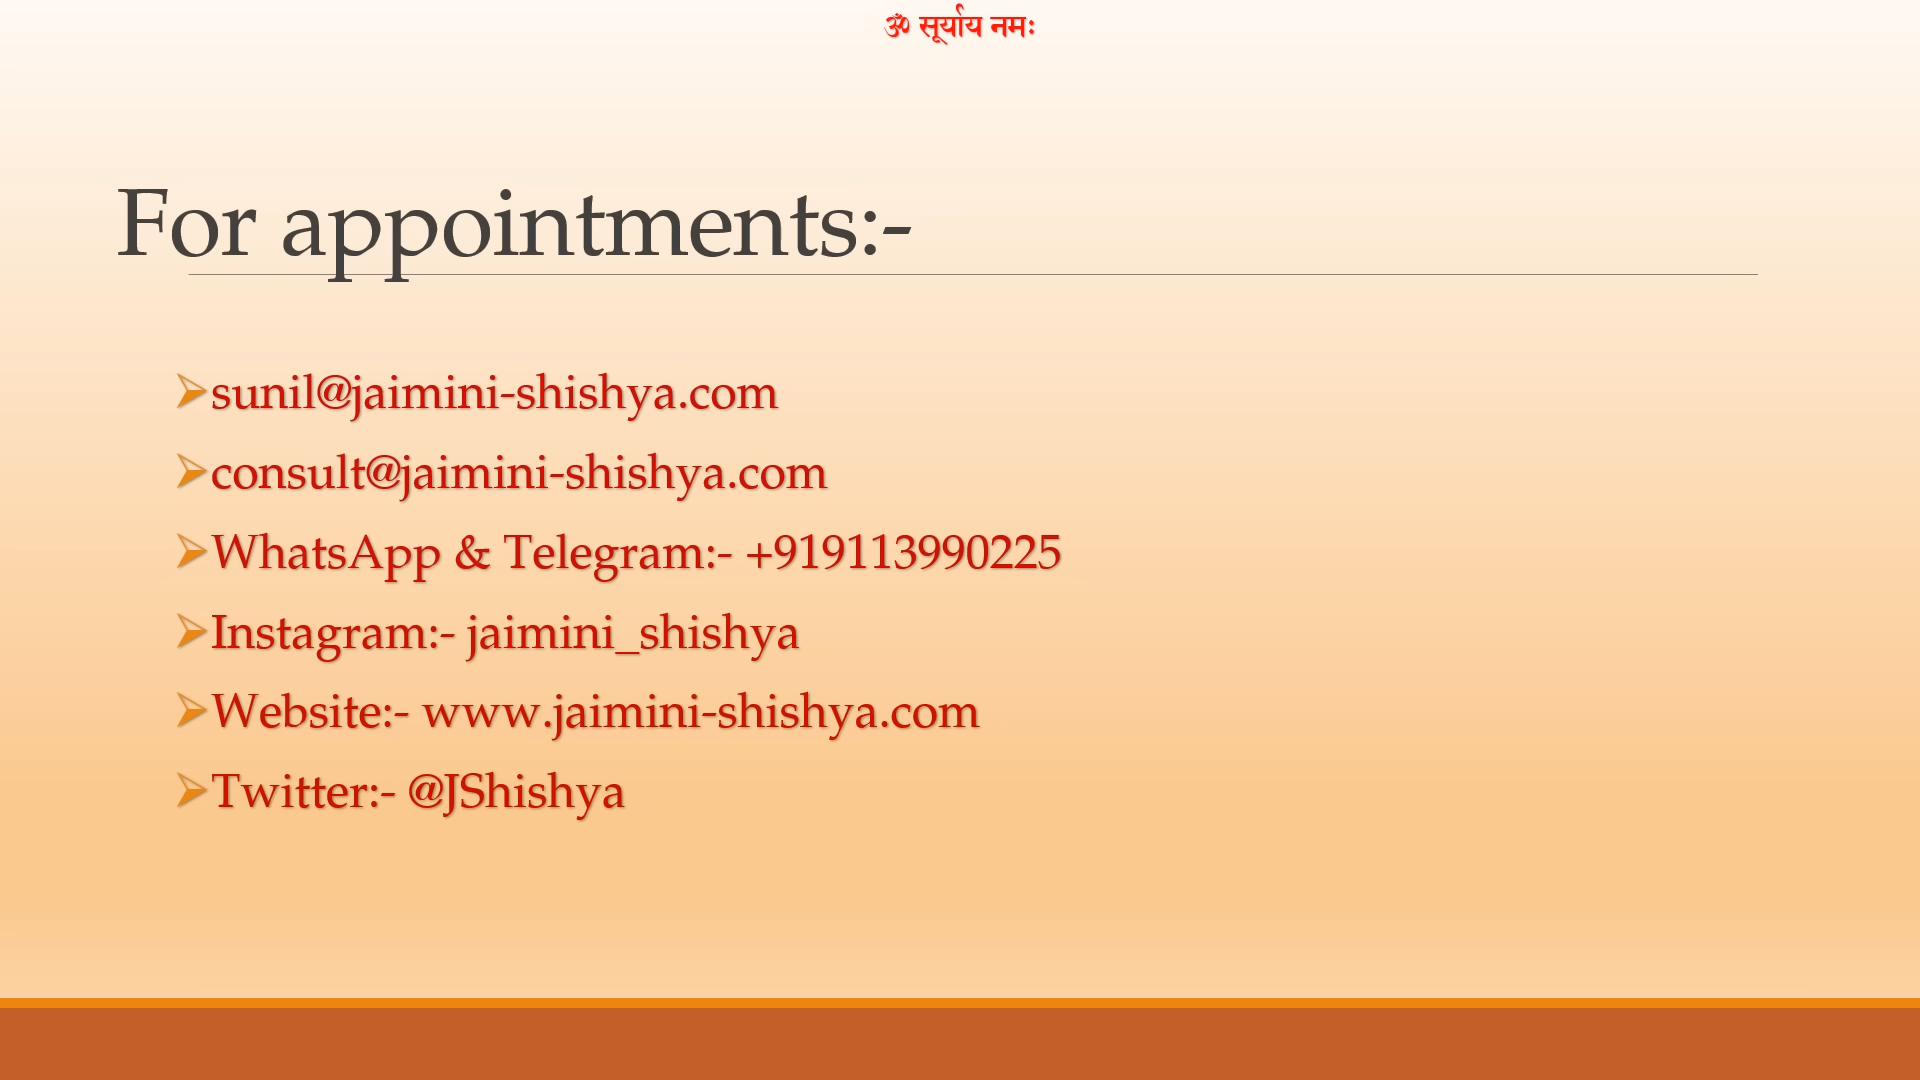 ॐ सूर्याय नमः
For appointments:-
➢sunil@jaimini-shishya.com
➢consult@jaimini-shishya.com
➢WhatsApp & Telegram:- +919113990225
➢Instagram:- jaimini_shishya
➢Website:- www.jaimini-shishya.com
➢Twitter:- @JShishya